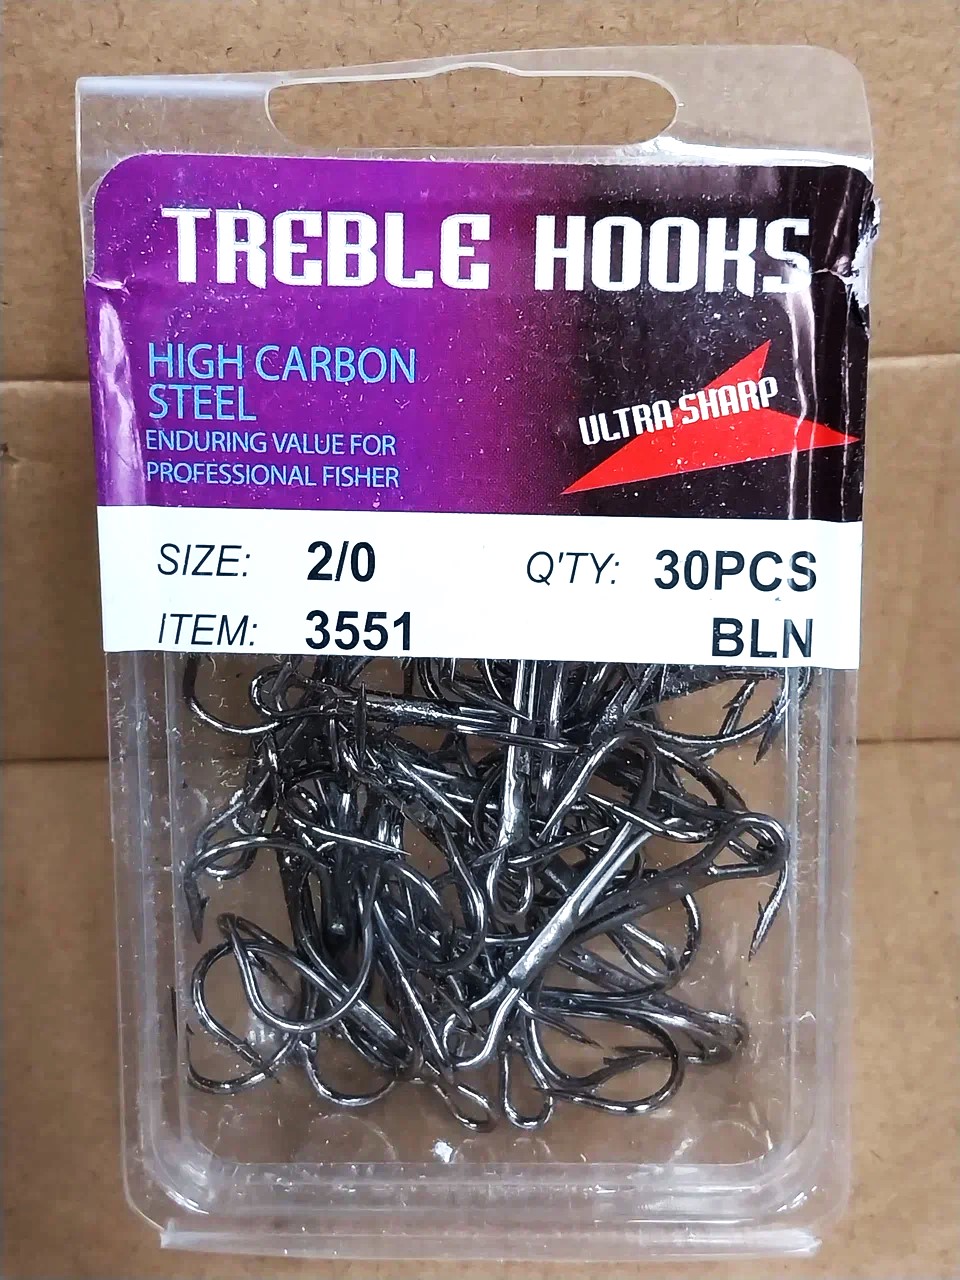 TREBLE HOOKS
HIGH CARBON
STEEL
ENDURING VALUE FOR
PROFESSIONAL FISHER
ULTRA SHARP
SIZE: 2/0 Q'TY: 30PCS
ITEM: 3551 BLN